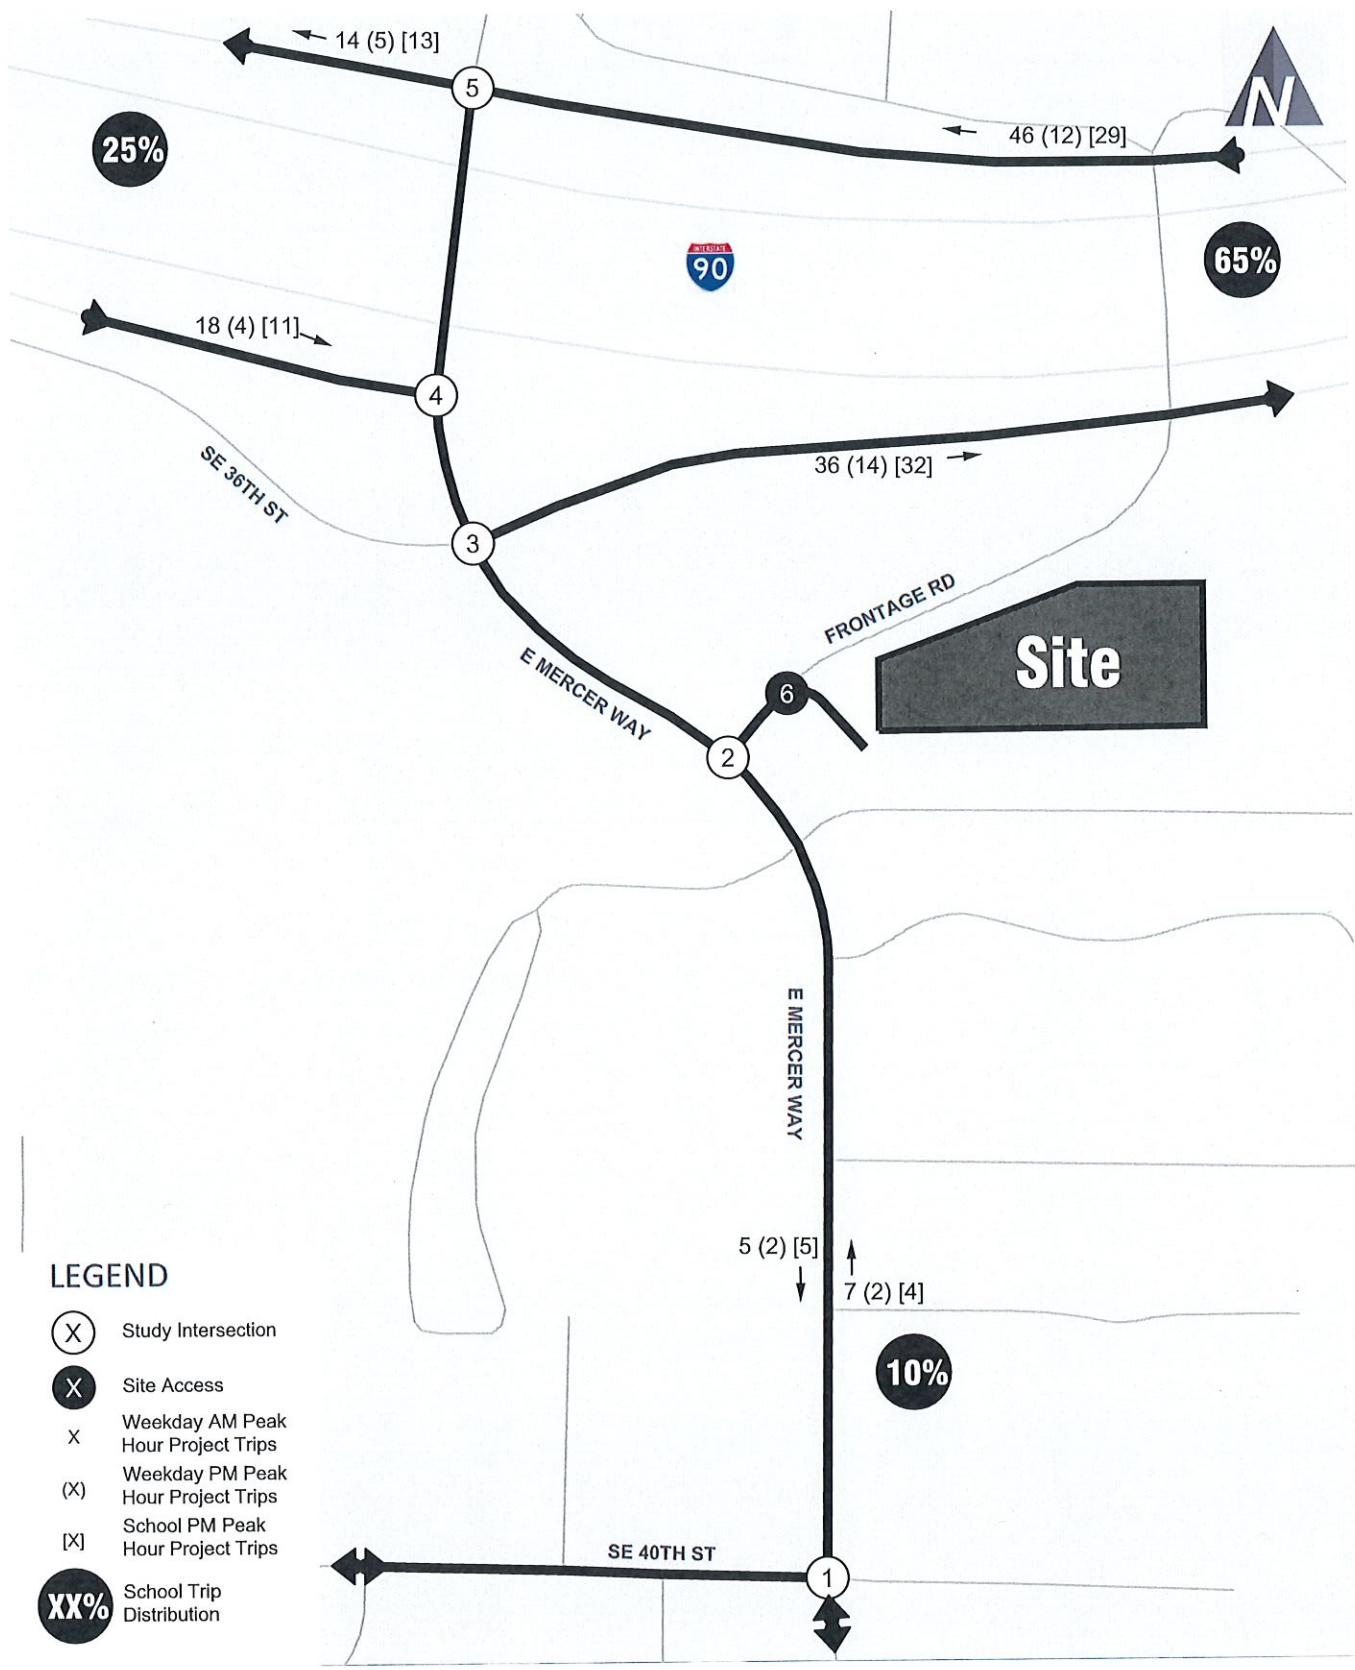 14 (5) [13]
5
N
46 (12) [29]
25%
INTERSTATE
90
65%
18 (4) [11]
4
36 (14) [32]
SE 36TH ST
3
FRONTAGE RD
Site
E MERCER WAY
6
2
E MERCER WAY
5 (2) [5]
7 (2) [4]
10%
LEGEND
X Study Intersection
X Site Access
X Weekday AM Peak
Hour Project Trips
(X) Weekday PM Peak
Hour Project Trips
[X] School PM Peak
Hour Project Trips
XX% School Trip
Distribution
SE 40TH ST
1